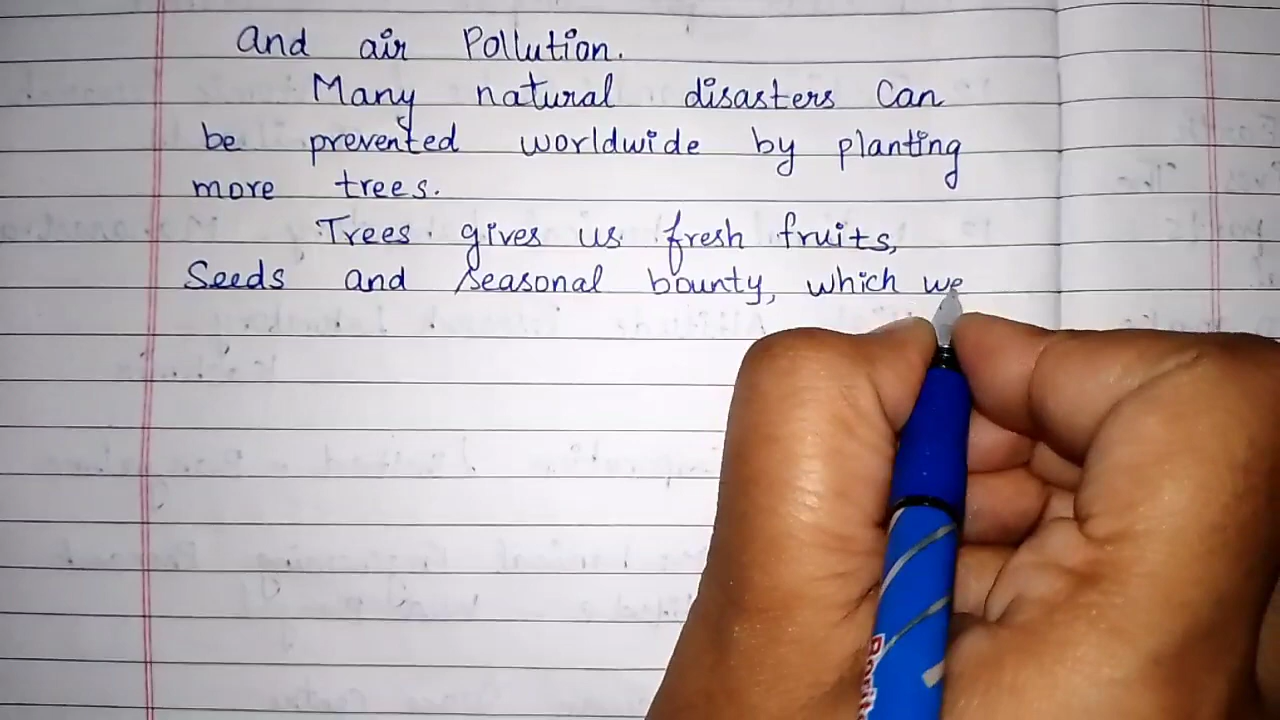 and air Pollution.
Many natural disasters can
be prevented worldwide by planting
more trees.
Trees gives us fresh fruits,
Seeds and seasonal bounty, which we